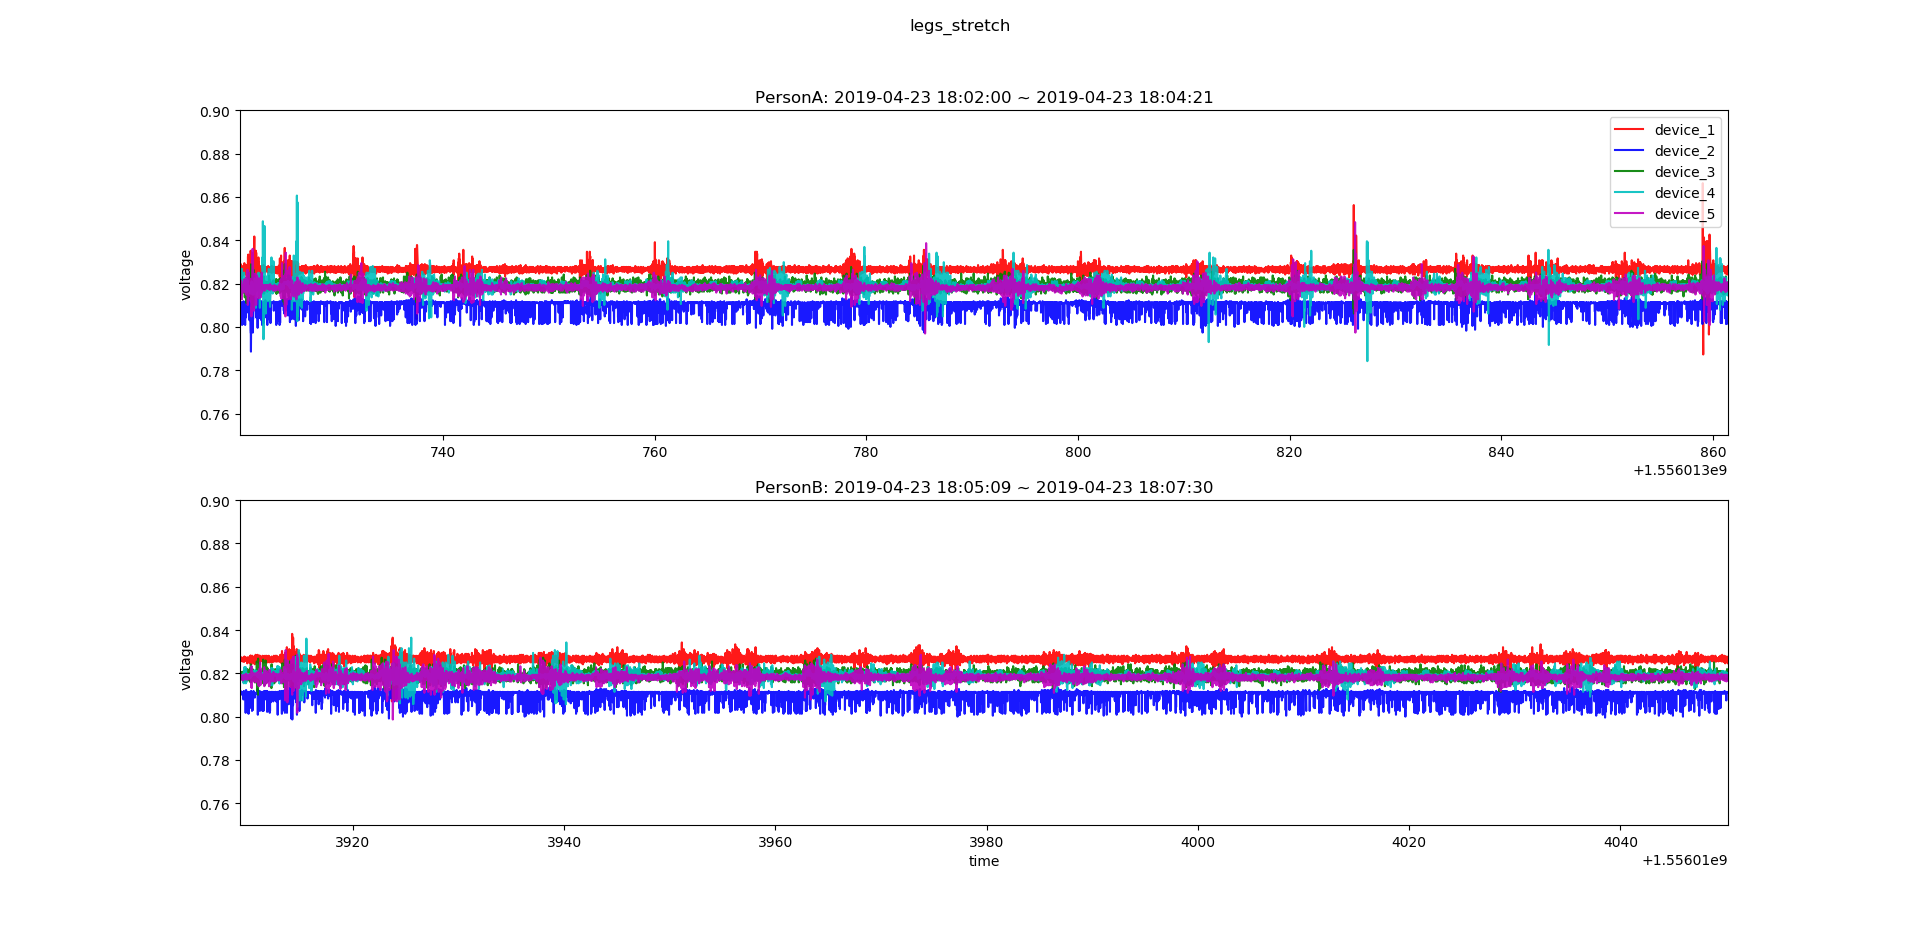 legs_stretch
PersonA: 2019-04-23 18:02:00 ~ 2019-04-23 18:04:21
0.90
0.88
0.86
0.84
0.82
0.80
0.78
0.76
voltage
device_1
device_2
device_3
device_4
device_5
740 760 780 800 820 840 860
+1.556013e9
PersonB: 2019-04-23 18:05:09 ~ 2019-04-23 18:07:30
0.90
0.88
0.86
0.84
0.82
0.80
0.78
0.76
voltage
3920 3940 3960 3980 4000 4020 4040
time
+1.55601e9